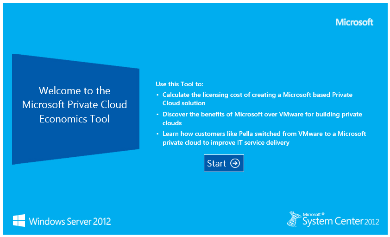 Microsoft
Welcome to the
Microsoft Private Cloud
Economics Tool
Use this Tool to:
• Calculate the licensing cost of creating a Microsoft based Private
Cloud solution
• Discover the benefits of Microsoft over VMware for building private
clouds
• Learn how customers like Pella switched from VMware to a Microsoft
private cloud to improve IT service delivery
Start
Windows Server 2012
Microsoft®
System Center 2012